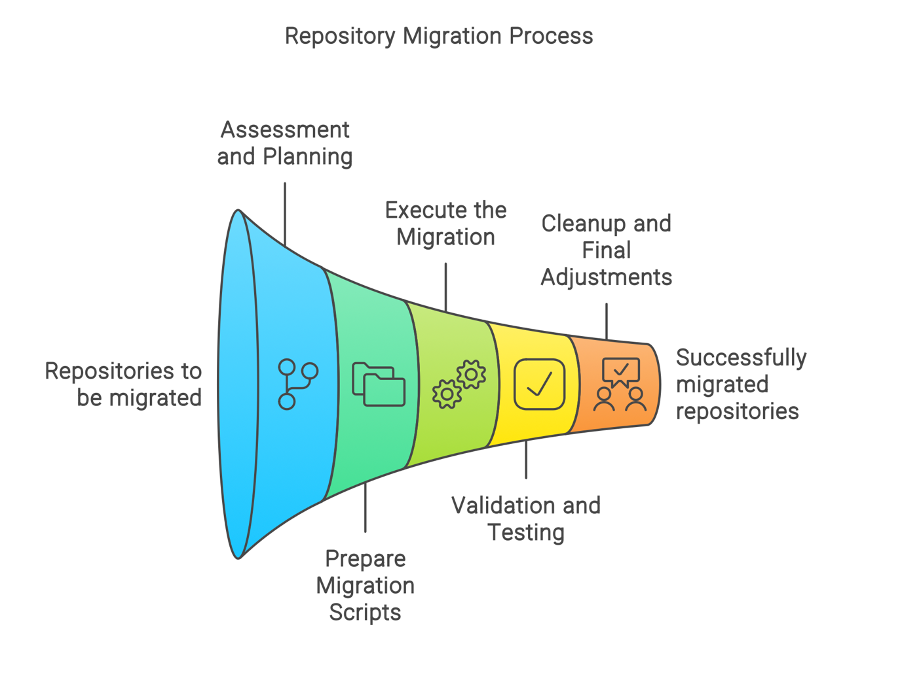 Repository Migration Process
Assessment
and Planning
Execute the
Migration
Cleanup and
Final
Adjustments
Repositories to
be migrated
Successfully
migrated
repositories
Validation and
Testing
Prepare
Migration
Scripts